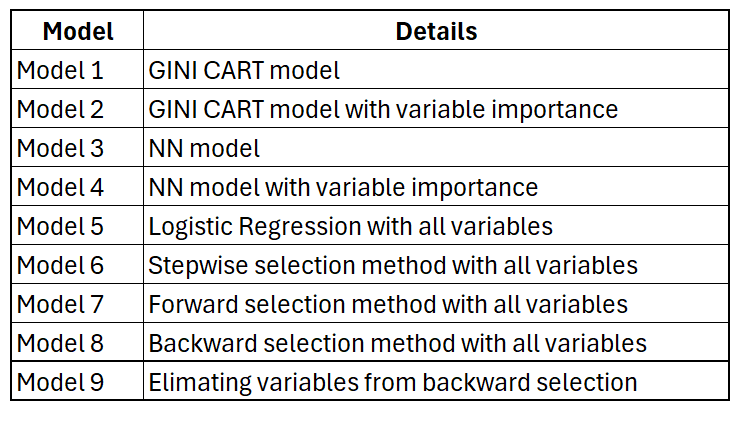 Model Details
Model 1 GINI CART model
Model 2 GINI CART model with variable importance
Model 3 NN model
Model 4 NN model with variable importance
Model 5 Logistic Regression with all variables
Model 6 Stepwise selection method with all variables
Model 7 Forward selection method with all variables
Model 8 Backward selection method with all variables
Model 9 Elimating variables from backward selection